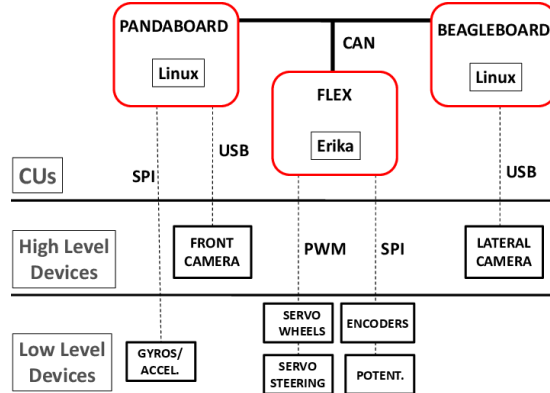 PANDABOARD
BEAGLEBOARD
CAN
Linux
FLEX
Linux
Erika
SPI
USB
USB
CUs
High Level
Devices
FRONT
CAMERA
PWM
SPI
LATERAL
CAMERA
Low Level
Devices
GYROS/
ACCEL.
SERVO
WHEELS
ENCODERS
SERVO
STEERING
POTENT.